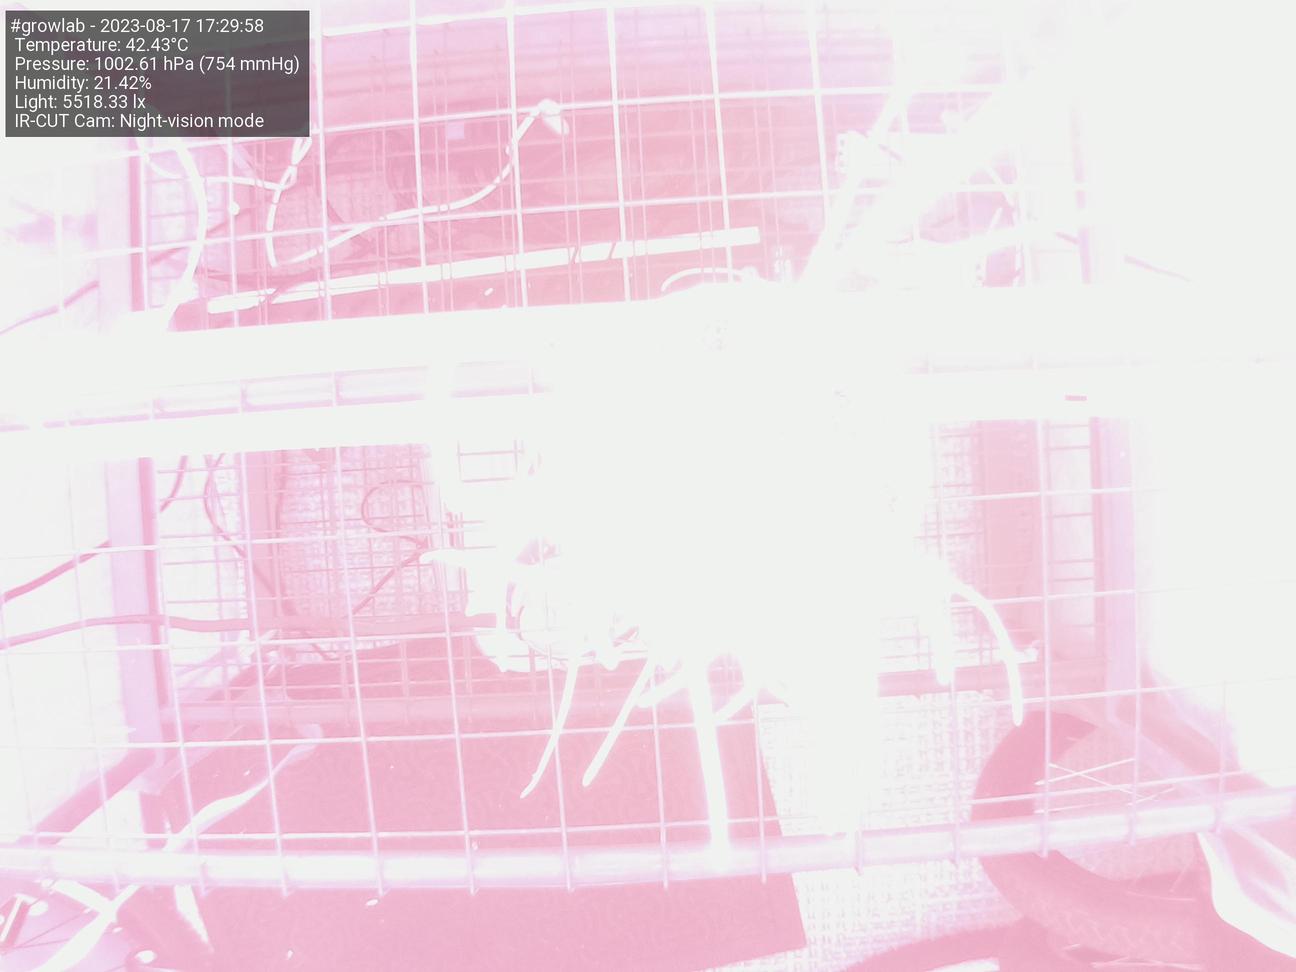 #growlab - 2023-08-17 17:29:58
Temperature: 42.43°C
Pressure: 1002.61 hPa (754 mmHg)
Humidity: 21.42%
Light: 5518.33 lx
IR-CUT Cam: Night-vision mode